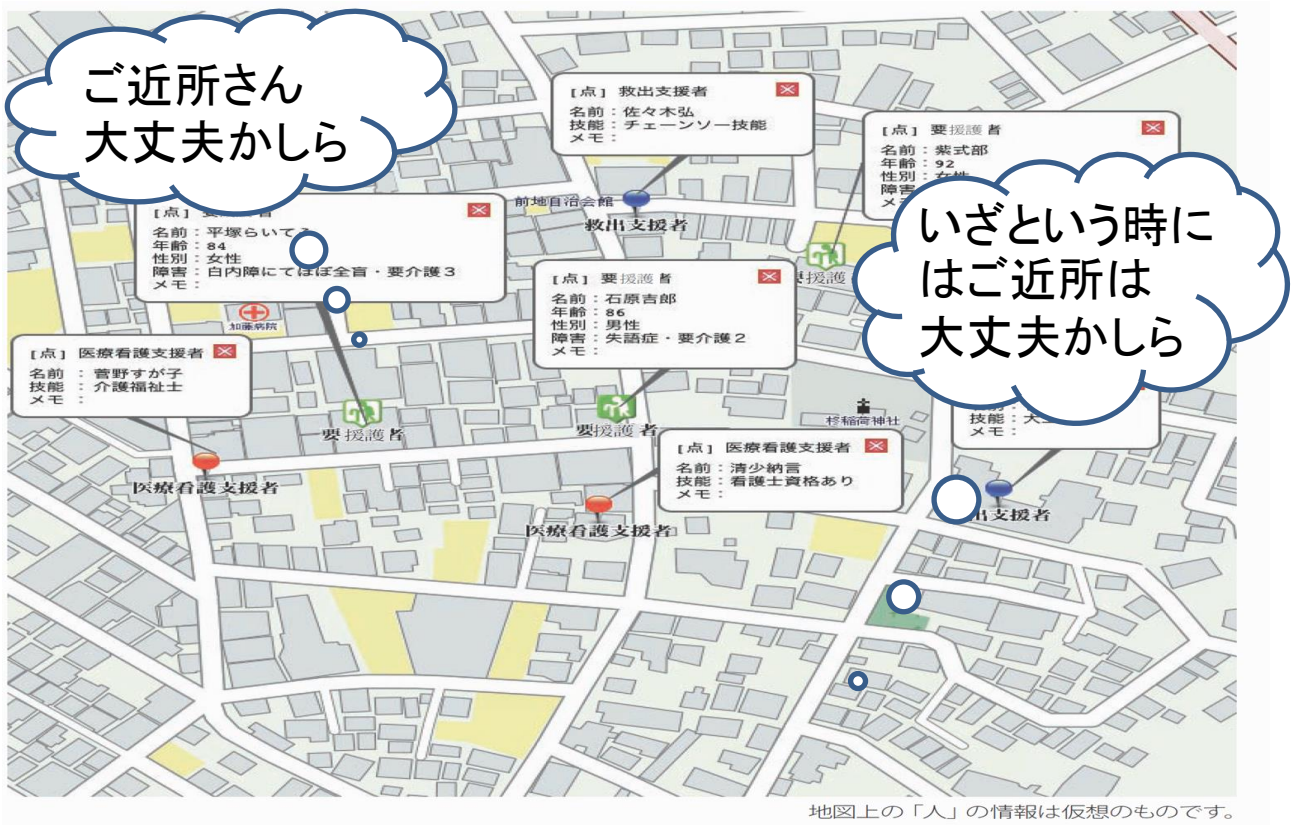 ご近所さん
大丈夫かしら
[点] 救出支援者
名前：佐々木弘
技能：チェーンソー技能
メモ：
[点] 要援護者
名前：紫式部
年齢：92
性別：女性
障害
いざという時に
はご近所は
大丈夫かしら
前地自治会館
救出支援者
[点]
名前：平塚らいてう
年齢：84
性別：女性
障害：白内障にてほぼ全盲・要介護３
メモ：
[点] 要援護者
名前：石原吉郎
年齢：86
性別：男性
障害：失語症・要介護２
メモ：
援護
加藤病院
[点] 医療看護支援者
名前 ：菅野すが子
技能 ：介護福祉士
メモ ：
要援護者
要援護者
柊稲荷神社
技能：大
メモ：
[点] 医療看護支援者
名前：清少納言
技能：看護士資格あり
メモ：
医療看護支援者
医療看護支援者
出支援者
地図上の「人」の情報は仮想のものです。